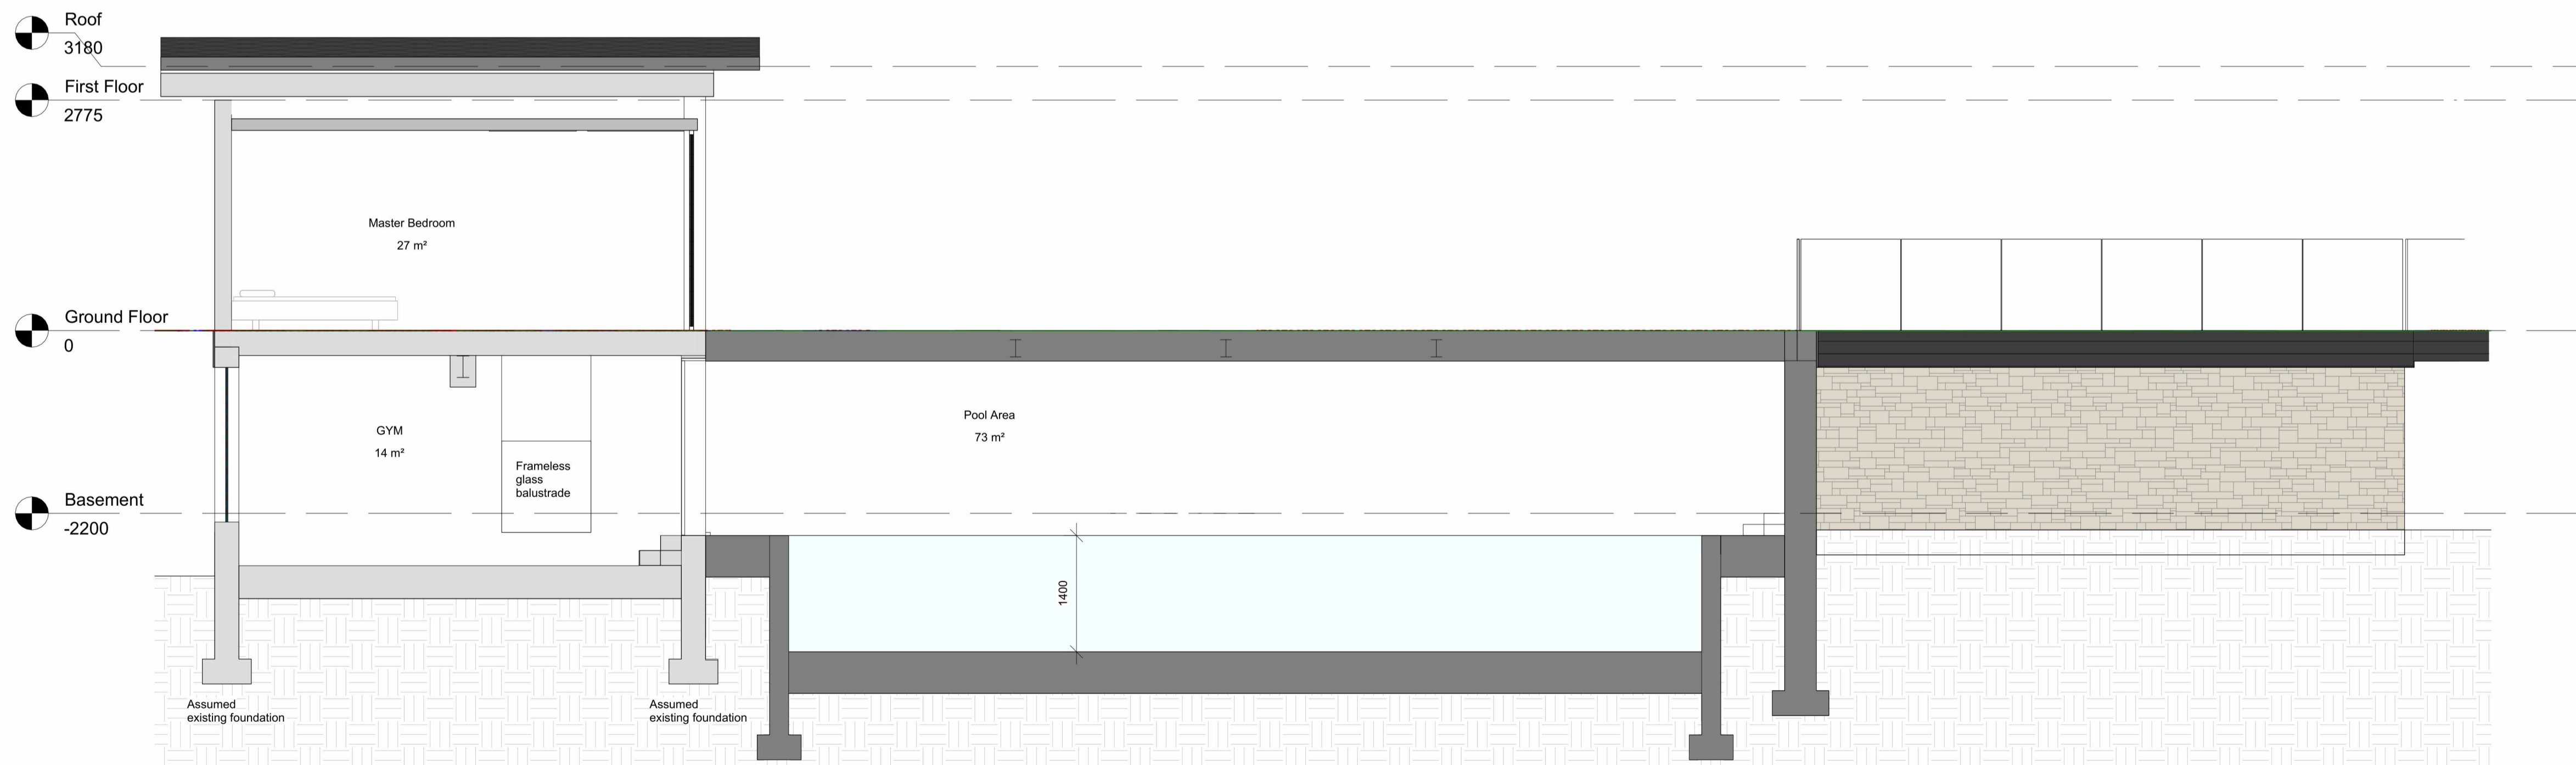 Roof
3180
First Floor
2775
Master Bedroom
27 m²
Ground Floor
0
Pool Area
73 m²
GYM
14 m²
Frameless
glass
balustrade
Basement
-2200
1400
Assumed
existing foundation
Assumed
existing foundation